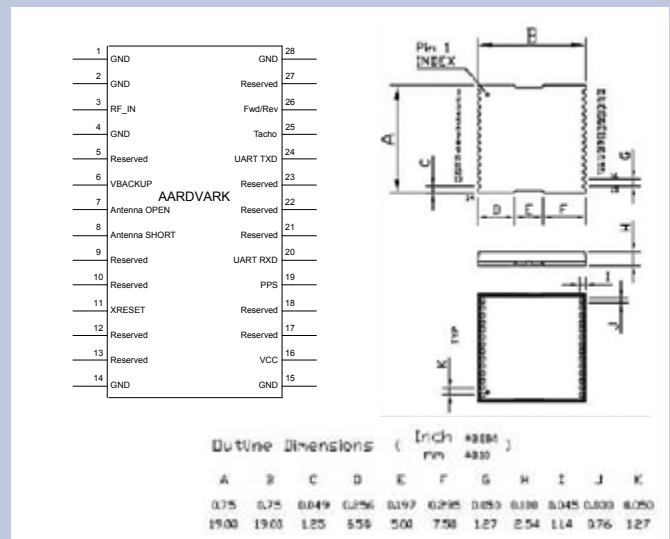 1 GND GND 28
2 GND Reserved 27
3 RF_IN Fwd/Rev 26
4 GND Tacho 25
5 Reserved UART TXD 24
6 VBACKUP Reserved 23
AARDVARK
7 Antenna OPEN Reserved 22
8 Antenna SHORT Reserved 21
9 Reserved UART RXD 20
10 Reserved PPS 19
11 XRESET Reserved 18
12 Reserved Reserved 17
13 Reserved VCC 16
14 GND GND 15
Pin 1
INDEX
B
A
C
G
D E F
H
I
J
TYP
K
Outline Dimensions ( Inch
mm )
A B C D E F G H I J K
0.75 0.75 0.049 0.256 0.197 0.295 0.050 0.100 0.045 0.030 0.050
19.00 19.00 1.25 6.50 5.00 7.50 1.27 2.54 1.14 0.76 1.27